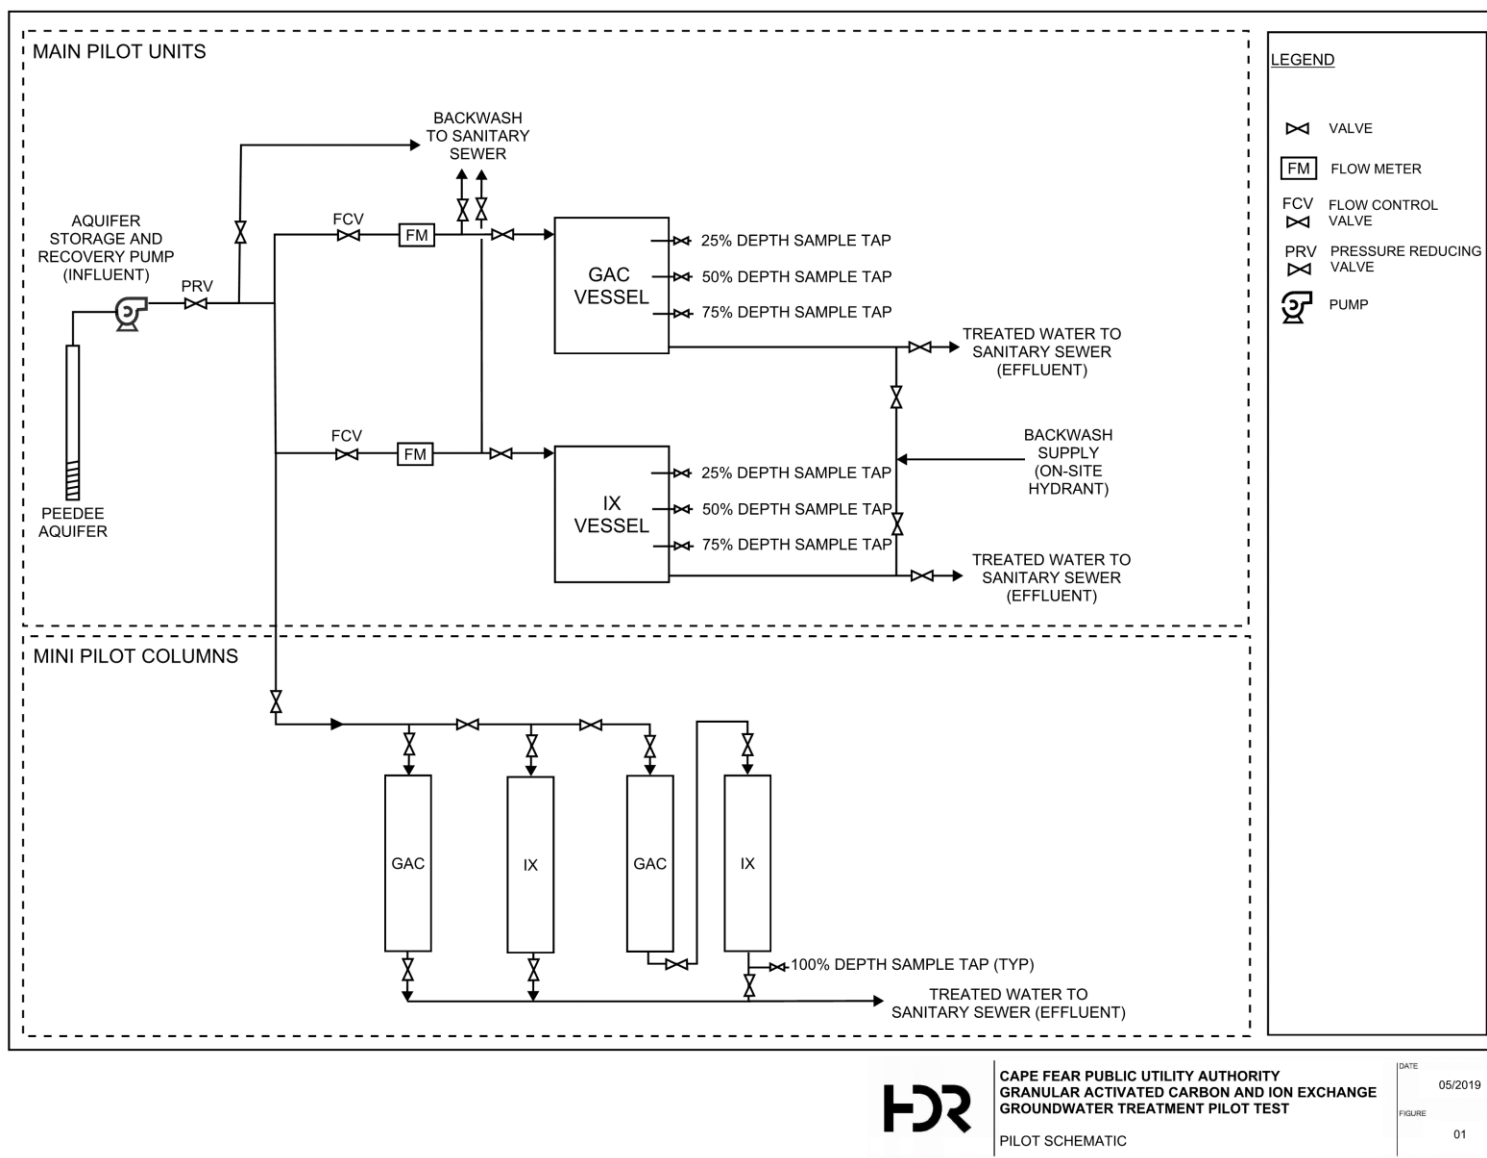 MAIN PILOT UNITS
BACKWASH
TO SANITARY
SEWER
AQUIFER
STORAGE AND
RECOVERY PUMP
(INFLUENT)
PRV
FCV
FM
GAC
VESSEL
25% DEPTH SAMPLE TAP
50% DEPTH SAMPLE TAP
75% DEPTH SAMPLE TAP
TREATED WATER TO
SANITARY SEWER
(EFFLUENT)
FCV
FM
IX
VESSEL
25% DEPTH SAMPLE TAP
50% DEPTH SAMPLE TAP
75% DEPTH SAMPLE TAP
BACKWASH
SUPPLY
(ON-SITE
HYDRANT)
TREATED WATER TO
SANITARY SEWER
(EFFLUENT)
PEEDEE
AQUIFER
MINI PILOT COLUMNS
GAC
IX
GAC
IX
100% DEPTH SAMPLE TAP (TYP)
TREATED WATER TO
SANITARY SEWER (EFFLUENT)
LEGEND
VALVE
FM FLOW METER
FCV FLOW CONTROL
VALVE
PRV PRESSURE REDUCING
VALVE
PUMP
HDR
CAPE FEAR PUBLIC UTILITY AUTHORITY
GRANULAR ACTIVATED CARBON AND ION EXCHANGE
GROUNDWATER TREATMENT PILOT TEST
PILOT SCHEMATIC
DATE
05/2019
FIGURE
01